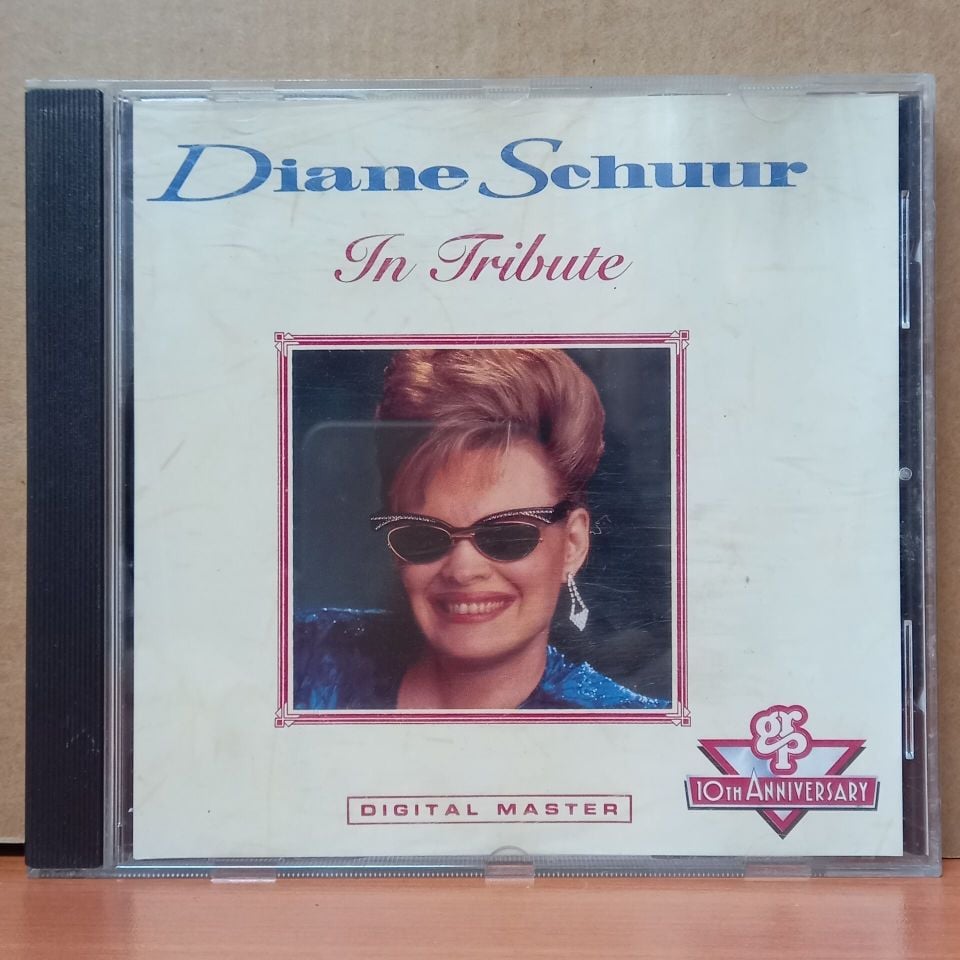 Diane Schuur
In Tribute
DIGITAL MASTER
grp
10TH ANNIVERSARY